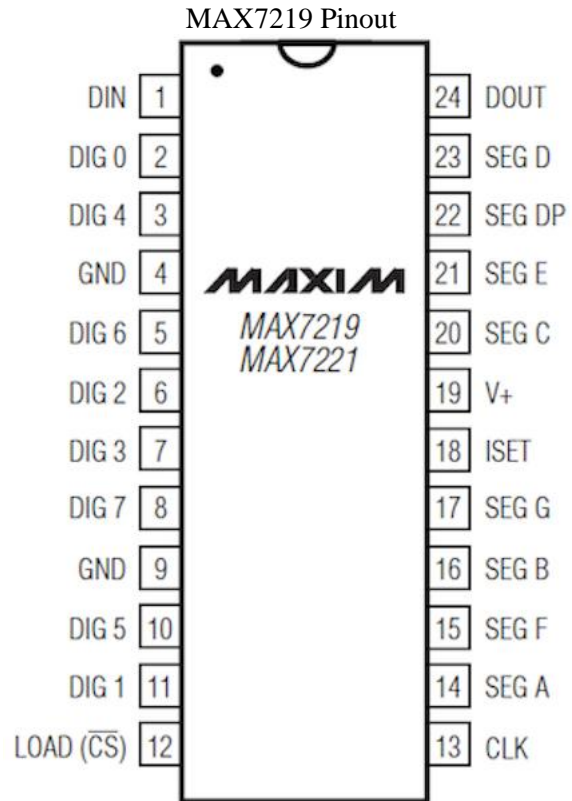 MAX7219 Pinout
DIN 1
DIG 0 2
DIG 4 3
GND 4
DIG 6 5
DIG 2 6
DIG 3 7
DIG 7 8
GND 9
DIG 5 10
DIG 1 11
LOAD (C̅S̅) 12
MAXIM
MAX7219
MAX7221
24 DOUT
23 SEG D
22 SEG DP
21 SEG E
20 SEG C
19 V+
18 ISET
17 SEG G
16 SEG B
15 SEG F
14 SEG A
13 CLK